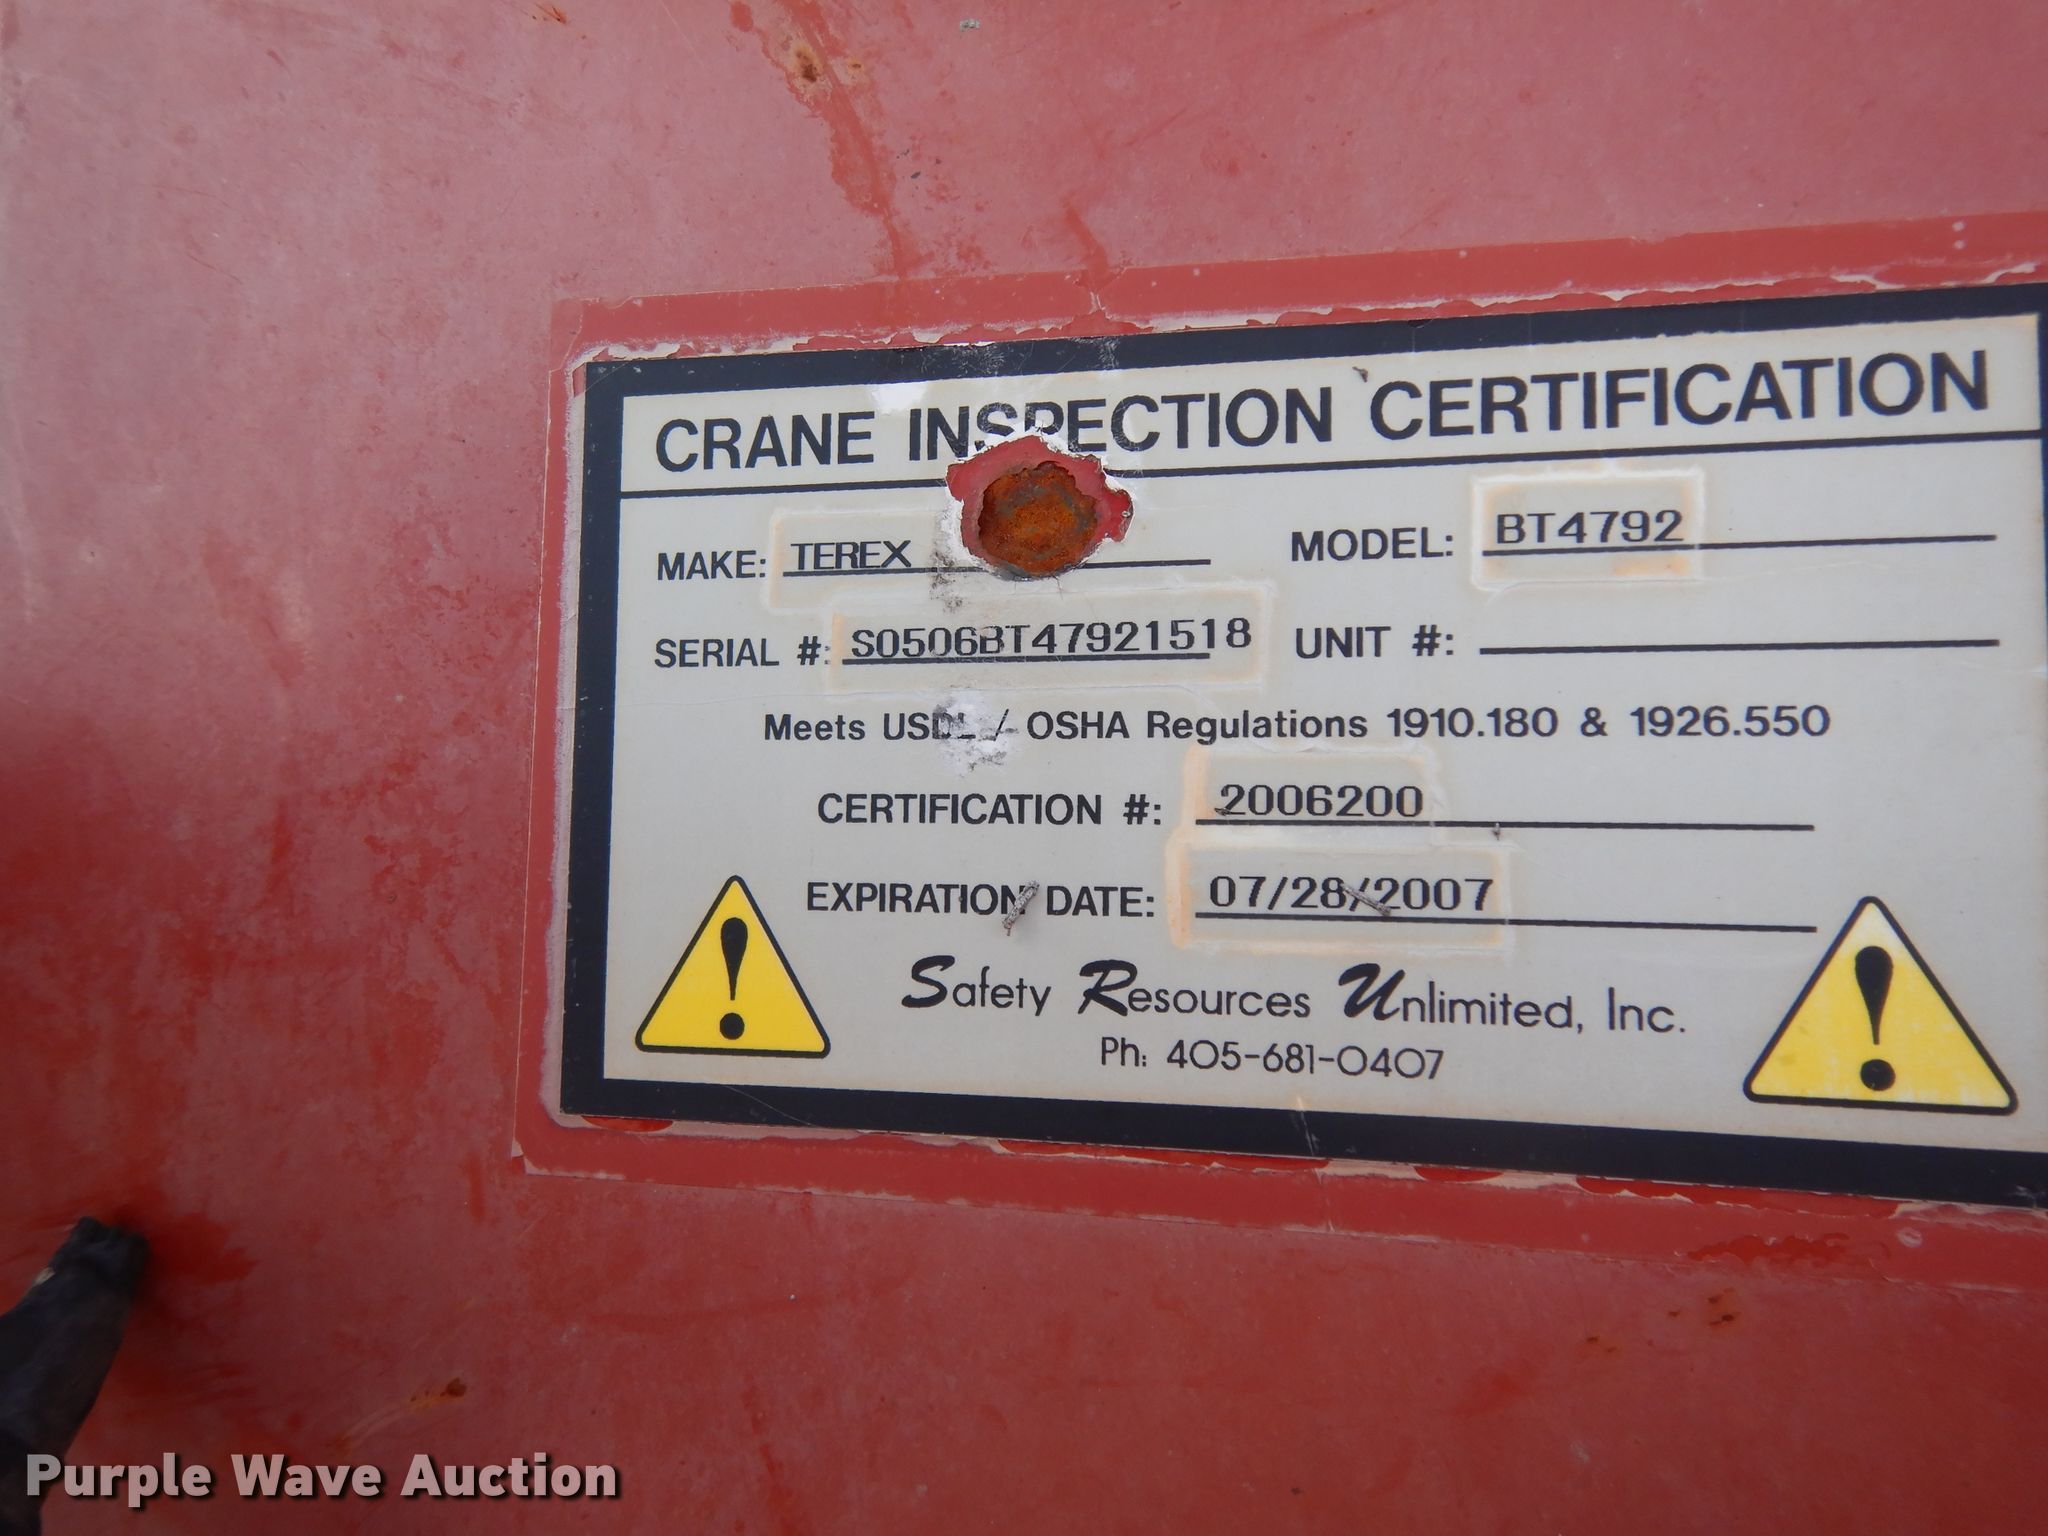 CRANE INSPECTION CERTIFICATION
MAKE: TEREX MODEL: BT4792
SERIAL #: S0506BT47921518 UNIT #:
Meets USDL / OSHA Regulations 1910.180 & 1926.550
CERTIFICATION #: 2006200
EXPIRATION DATE: 07/28/2007
Safety Resources Unlimited, Inc.
Ph: 405-681-0407
Purple Wave Auction